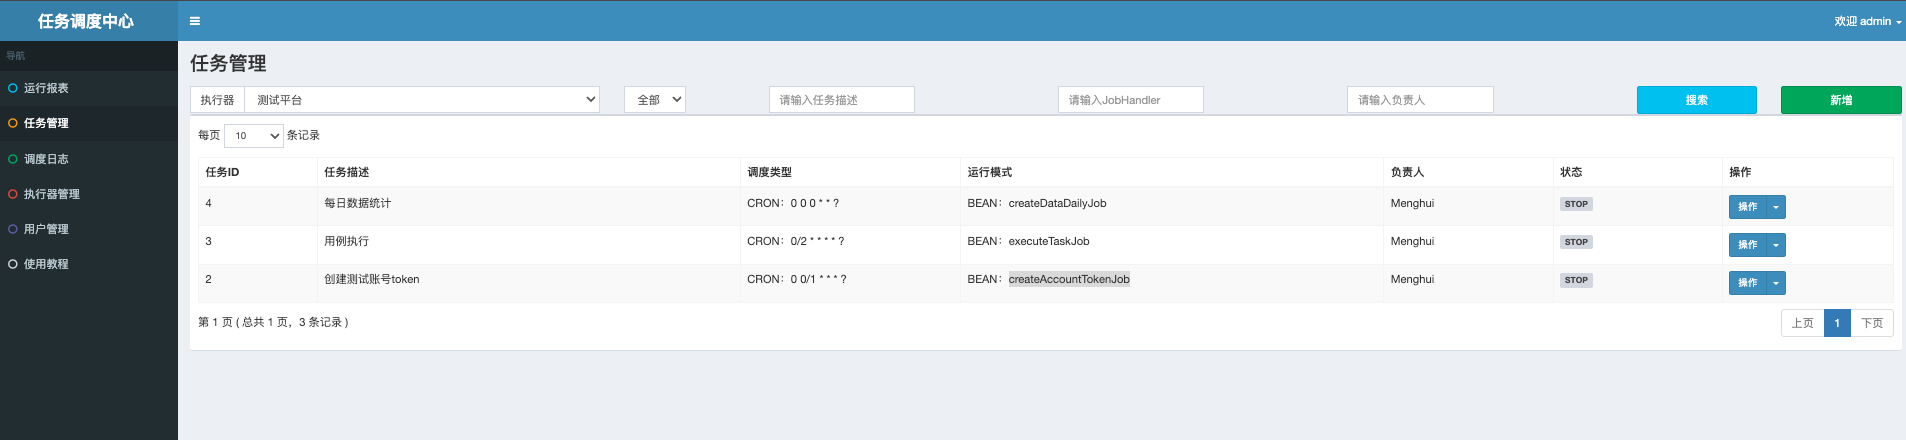 任务调度中心
欢迎 admin
导航
运行报表
任务管理
调度日志
执行器管理
用户管理
使用教程
任务管理
执行器 测试平台 全部 请输入任务描述 请输入JobHandler 请输入负责人 搜索 新增
每页 10 条记录
任务ID 任务描述 调度类型 运行模式 负责人 状态 操作
4 每日数据统计 CRON：0 0 0 * * ? BEAN：createDataDailyJob Menghui STOP 操作
3 用例执行 CRON：0/2 * * * * ? BEAN：executeTaskJob Menghui STOP 操作
2 创建测试账号token CRON：0 0/1 * * * ? BEAN：createAccountTokenJob Menghui STOP 操作
第 1 页 ( 总共 1 页，3 条记录 ) 上页 1 下页